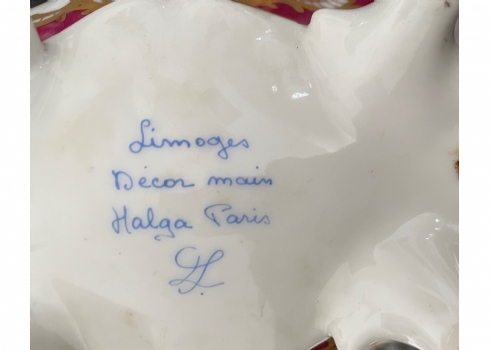 Limoges
Décor main
Halga Paris